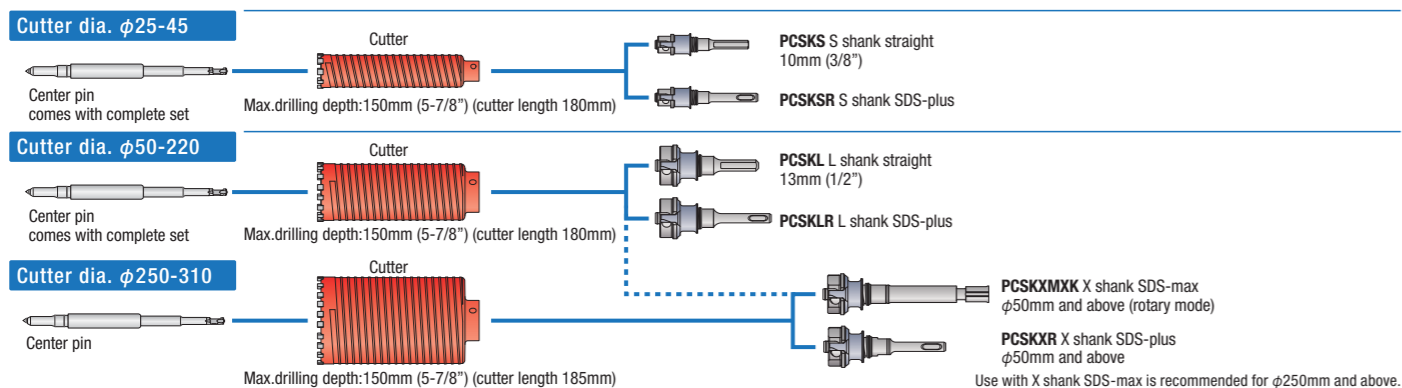 Cutter dia. φ25-45
Cutter
Center pin
comes with complete set
Max.drilling depth:150mm (5-7/8”) (cutter length 180mm)
PCSKS S shank straight
10mm (3/8”)
PCSKSR S shank SDS-plus
Cutter dia. φ50-220
Cutter
Center pin
comes with complete set
Max.drilling depth:150mm (5-7/8”) (cutter length 180mm)
PCSKL L shank straight
13mm (1/2”)
PCSKLR L shank SDS-plus
Cutter dia. φ250-310
Cutter
Center pin
Max.drilling depth:150mm (5-7/8”) (cutter length 185mm)
PCSKXMXK X shank SDS-max
φ50mm and above (rotary mode)
PCSKXR X shank SDS-plus
φ50mm and above
Use with X shank SDS-max is recommended for φ250mm and above.